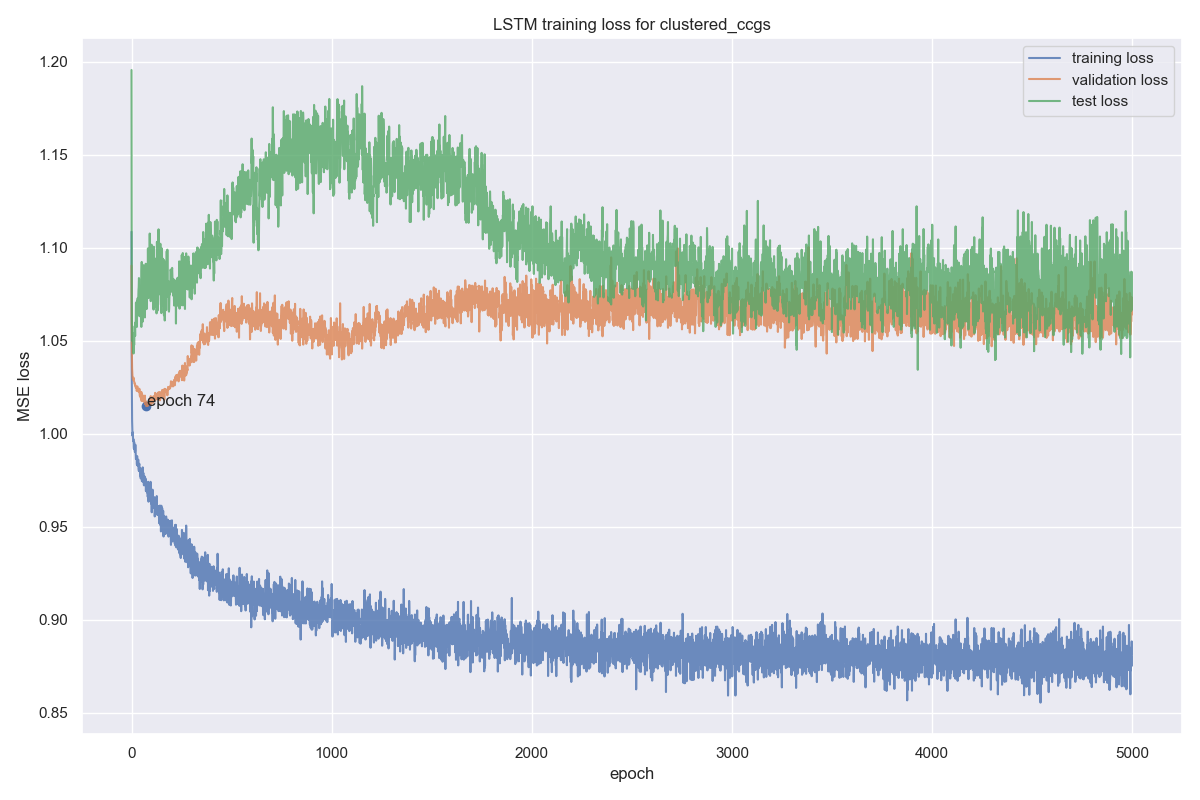 LSTM training loss for clustered_ccgs
training loss
validation loss
test loss
MSE loss
1.20
1.15
1.10
1.05
1.00
0.95
0.90
0.85
epoch 74
0
1000
2000
3000
4000
5000
epoch